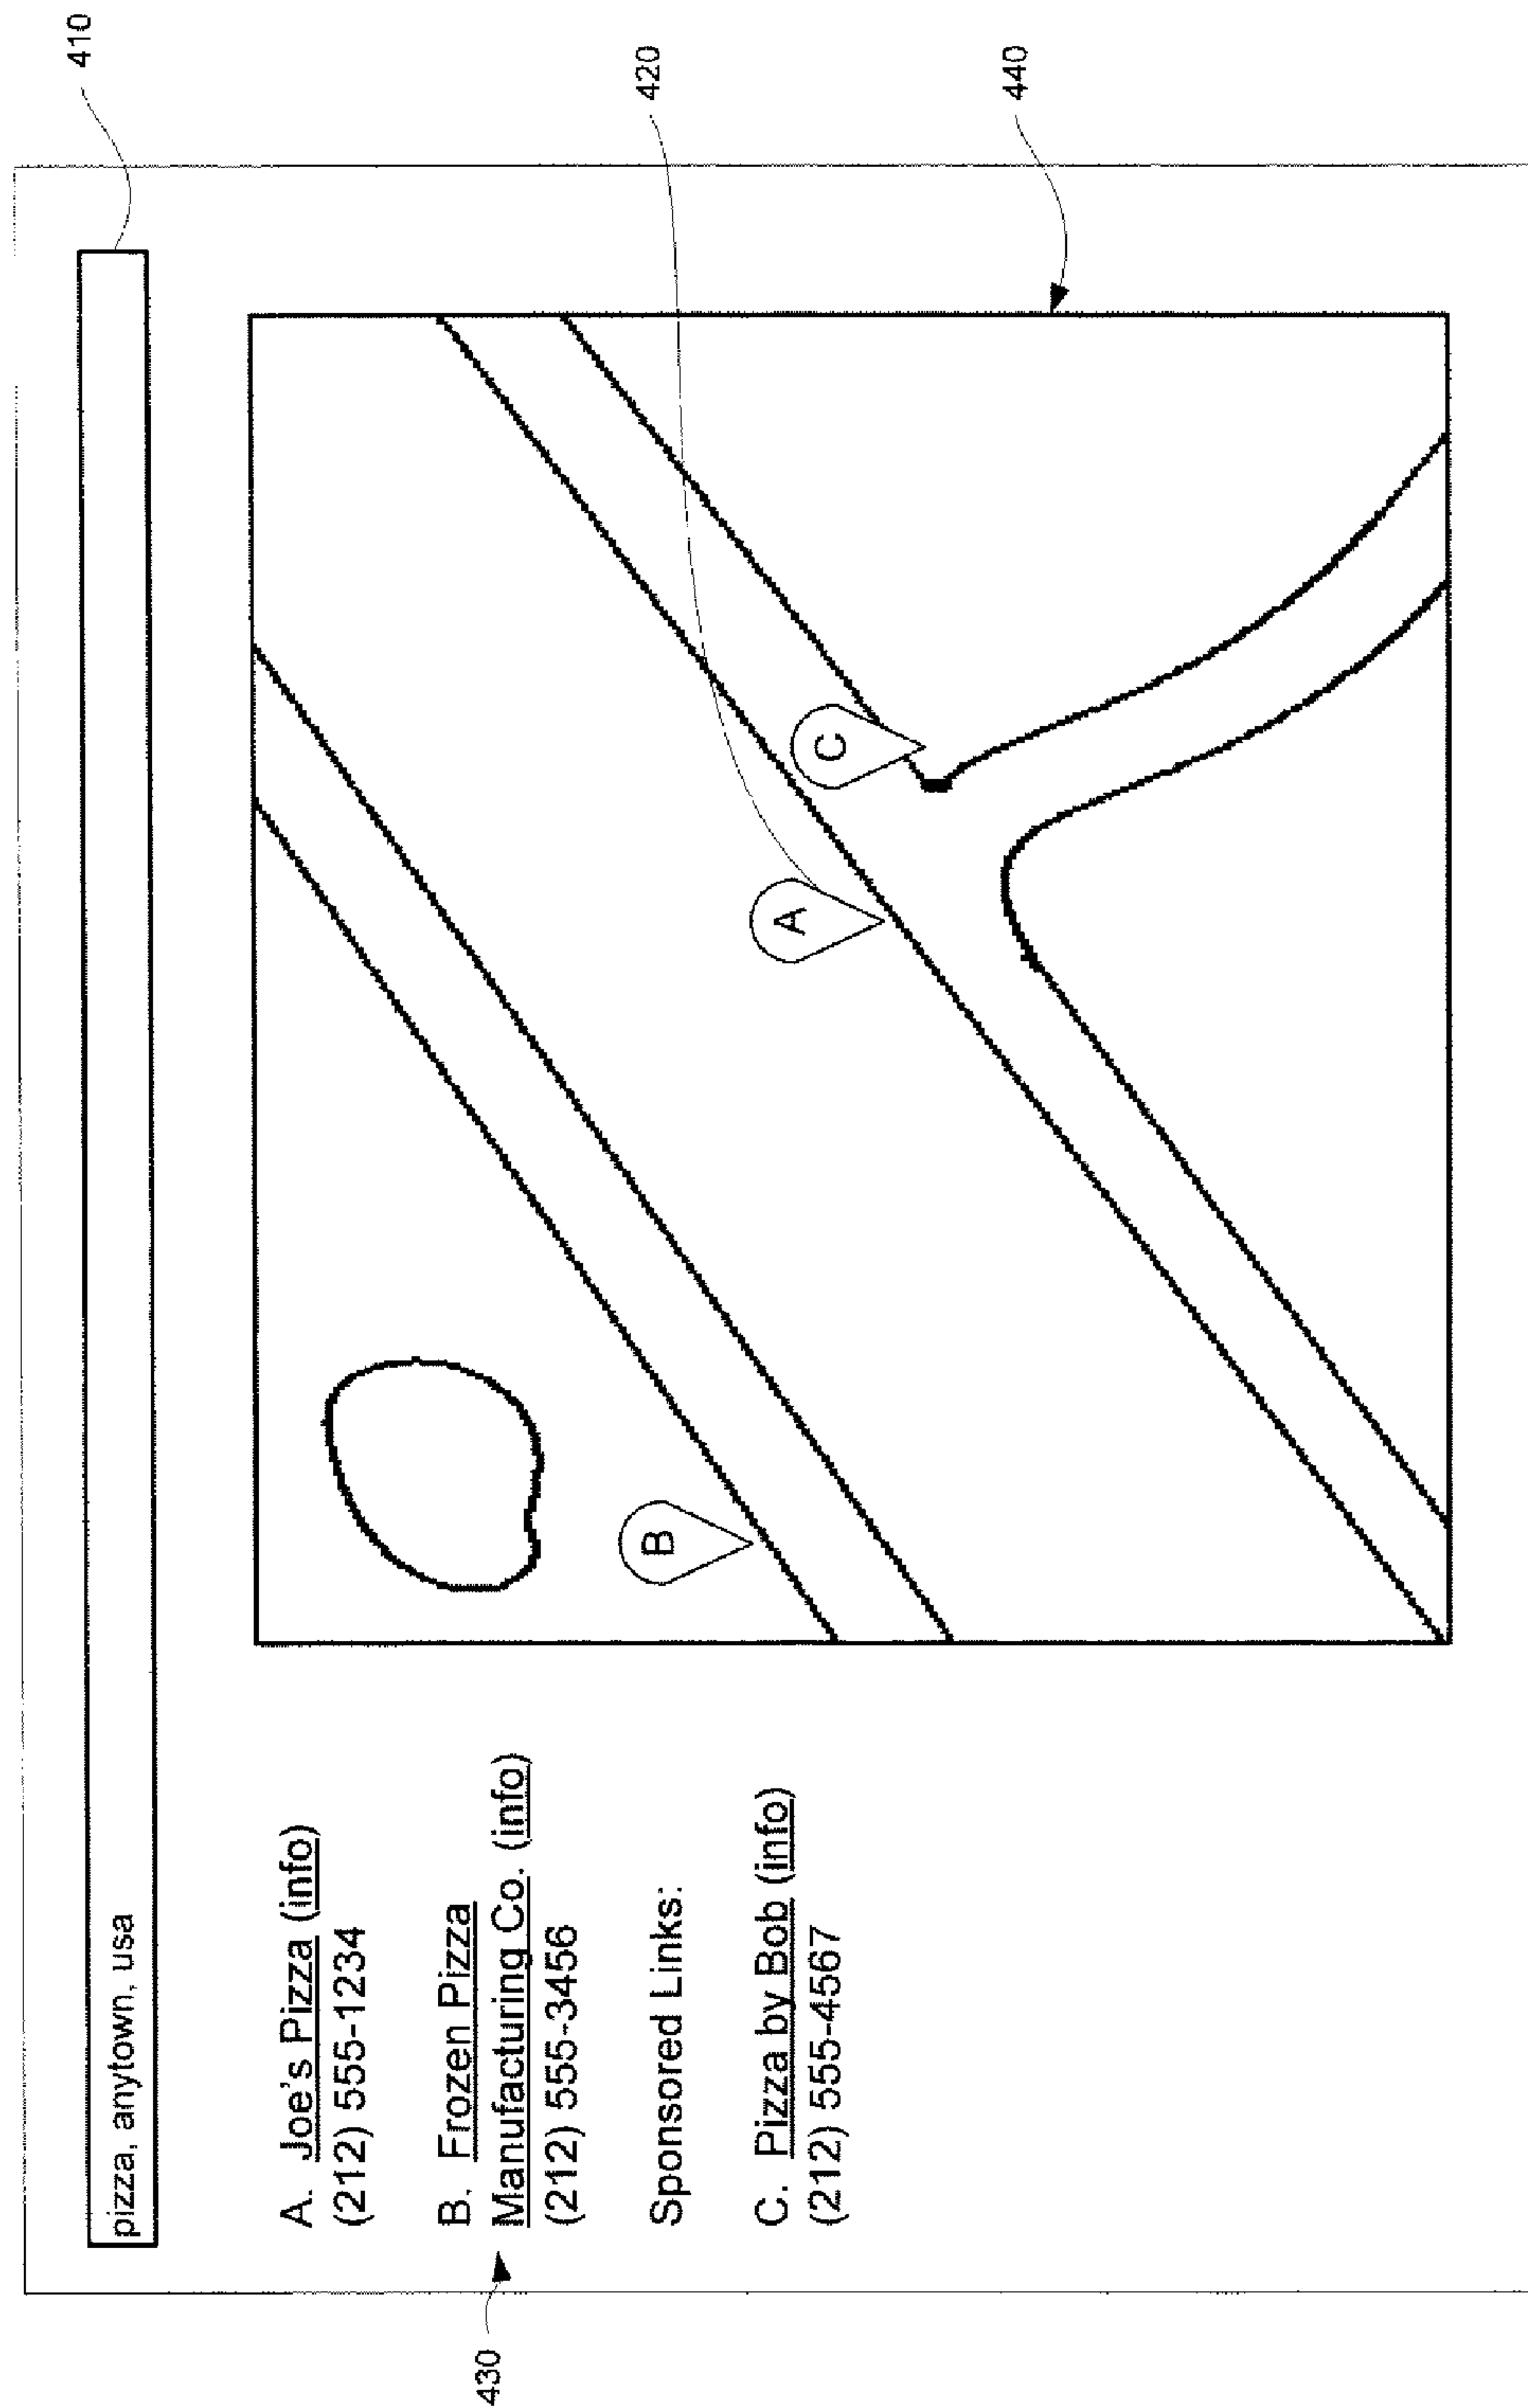 410
pizza, anytown, usa
A. Joe's Pizza (info)
(212) 555-1234
B. Frozen Pizza
Manufacturing Co. (info)
(212) 555-3456
Sponsored Links:
C. Pizza by Bob (info)
(212) 555-4567
430
B
A
C
420
440